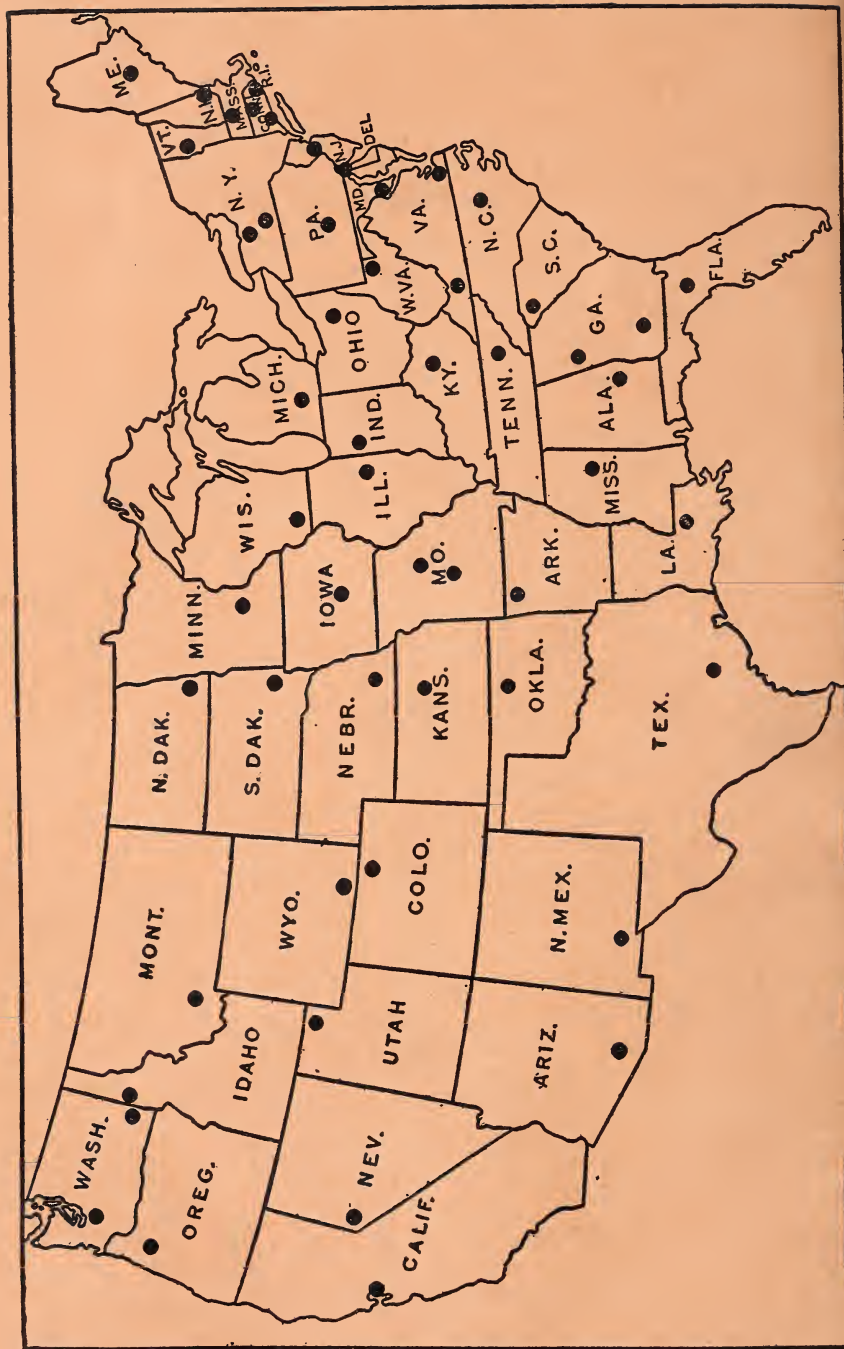 WASH.
OREG.
CALIF.
NEV.
IDAHO
MONT.
WYO.
UTAH
ARIZ.
COLO.
N.MEX.
N.DAK.
S.DAK.
NEBR.
KANS.
OKLA.
TEX.
MINN.
IOWA
MO.
ARK.
LA.
WIS.
ILL.
MICH.
IND.
OHIO
KY.
TENN.
MISS.
ALA.
GA.
FLA.
S.C.
N.C.
VA.
W.VA.
MD.
DEL
N.J.
PA.
N.Y.
VT.
N.H.
ME.
MASS.
CONN.
R.I.